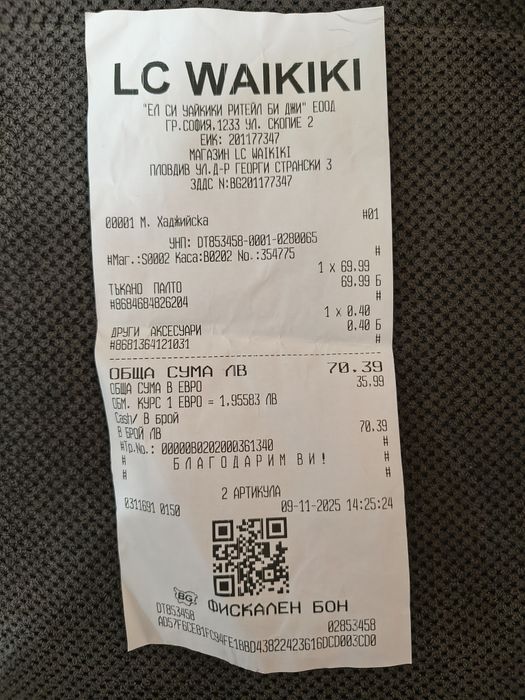 LC WAIKIKI
"ЕЛ СИ УАЙКИКИ РИТЕЙЛ БИ ДЖИ" ЕООД
ГР.СОФИЯ,1233 УЛ. СКОПИЕ 2
ЕИК: 201177347
МАГАЗИН LC WAIKIKI
ПЛОВДИВ УЛ.Д-Р ГЕОРГИ СТРАНСКИ 3
ЗДДС N:BG201177347
00001 М. Хаджийска #01
УНП: DT853458-0001-0280065
#Маг.:S0002 Каса:B0202 No.:354775 #
1 x 69.99
ТЪКАНО ПАЛТО 69.99 Б
#8684684826204 #
1 x 0.40
ДРУГИ АКСЕСУАРИ 0.40 Б
#8681364121031 #
ОБЩА СУМА ЛВ 70.39
ОБЩА СУМА В ЕВРО 35.99
ОБМ. КУРС 1 ЕВРО = 1.95583 ЛВ
Cash/ В Брой
В БРОЙ ЛВ 70.39
#Tp.No.: 00000B0202000361340 #
# БЛАГОДАРИМ ВИ! #
# #
2 АРТИКУЛА
0311691 0150 09-11-2025 14:25:24
BG ФИСКАЛЕН БОН
DT853458 02853458
AD57F6CE81FC94FE1BBD43822423616DCD003CD0